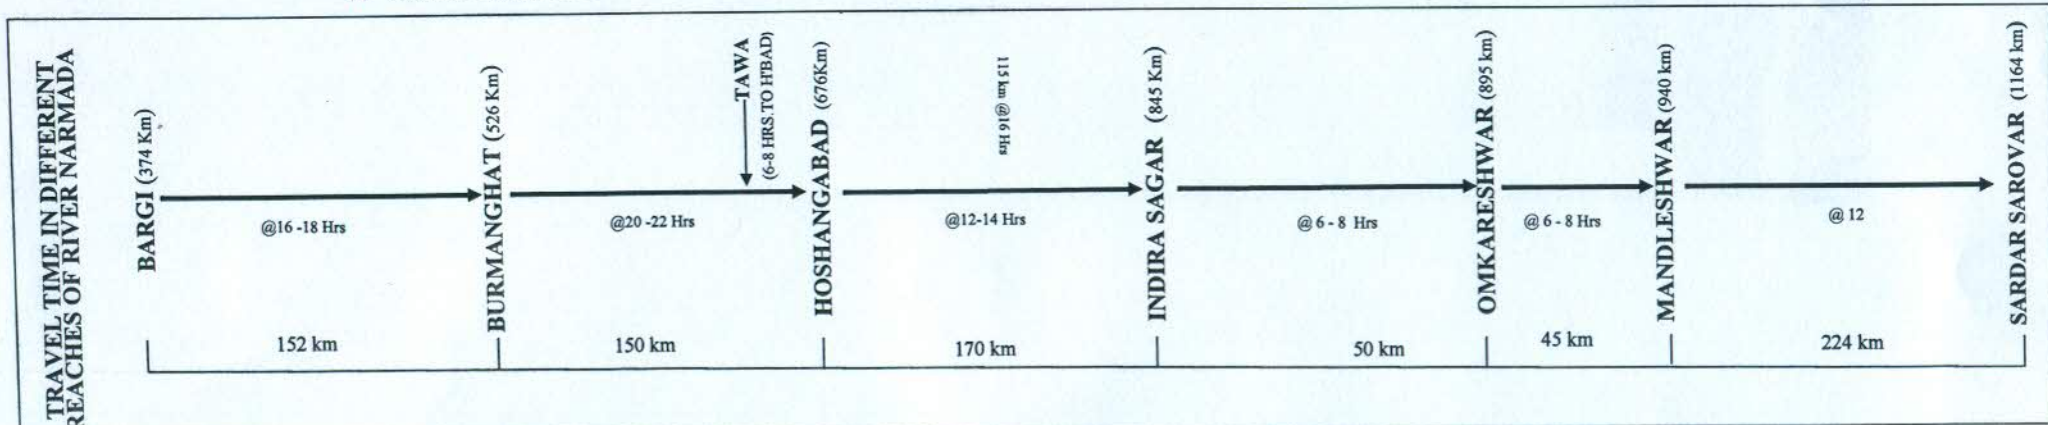 TRAVEL TIME IN DIFFERENT
REACHES OF RIVER NARMADA
BARGI (374 Km)
@16 -18 Hrs
152 km
BURMANGHAT (526 Km)
@20 -22 Hrs
150 km
TAWA
(6-8 HRS.TO H'BAD)
HOSHANGABAD (676Km)
115 km @16 Hrs
@12-14 Hrs
170 km
INDIRA SAGAR (845 Km)
@ 6 - 8 Hrs
50 km
OMKARESHWAR (895 km)
@ 6 - 8 Hrs
45 km
MANDLESHWAR (940 km)
@ 12
224 km
SARDAR SAROVAR (1164 km)